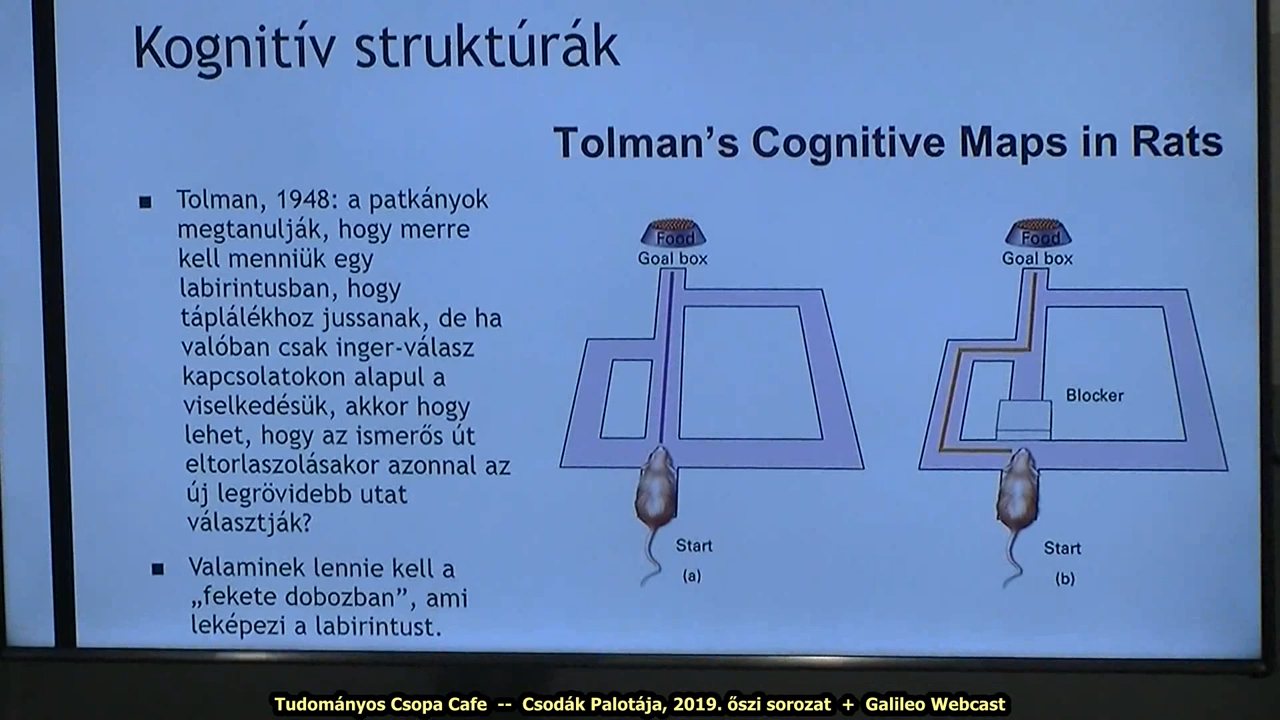 Kognitív struktúrák
Tolman's Cognitive Maps in Rats
■ Tolman, 1948: a patkányok
megtanulják, hogy merre
kell menniük egy
labirintusban, hogy
táplálékhoz jussanak, de ha
valóban csak inger-válasz
kapcsolatokon alapul a
viselkedésük, akkor hogy
lehet, hogy az ismerős út
eltorlaszolásakor azonnal az
új legrövidebb utat
választják?
■ Valaminek lennie kell a
„fekete dobozban”, ami
leképezi a labirintust.
Food
Goal box
Start
(a)
Food
Goal box
Blocker
Start
(b)
Tudományos Csopa Cafe -- Csodák Palotája, 2019. őszi sorozat + Galileo Webcast